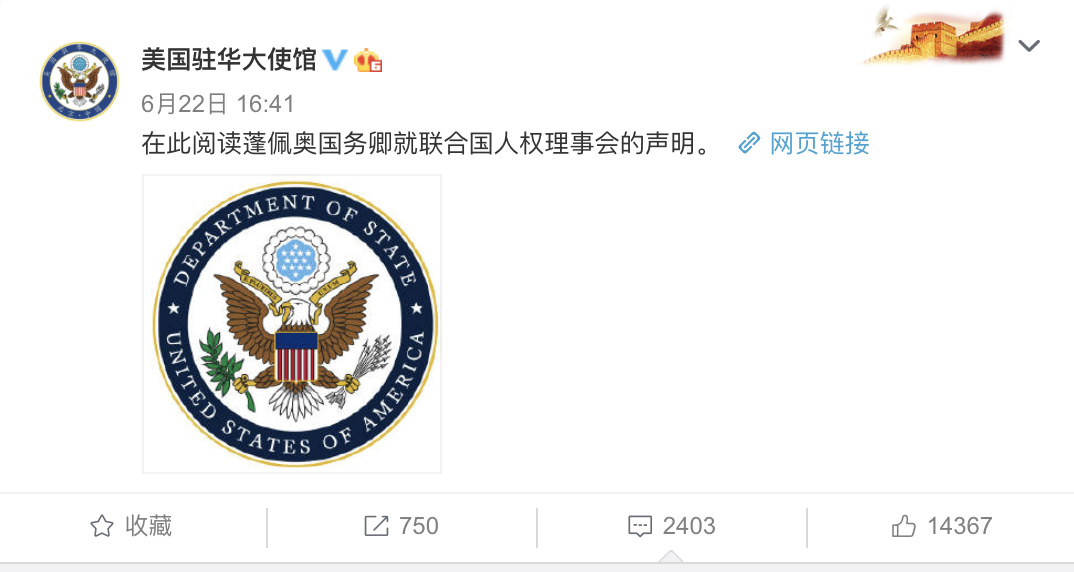 美国驻华大使馆
6月22日 16:41
在此阅读蓬佩奥国务卿就联合国人权理事会的声明。 网页链接
DEPARTMENT OF STATE
E PLURIBUS UNUM
UNITED STATES OF AMERICA
收藏 750 2403 14367